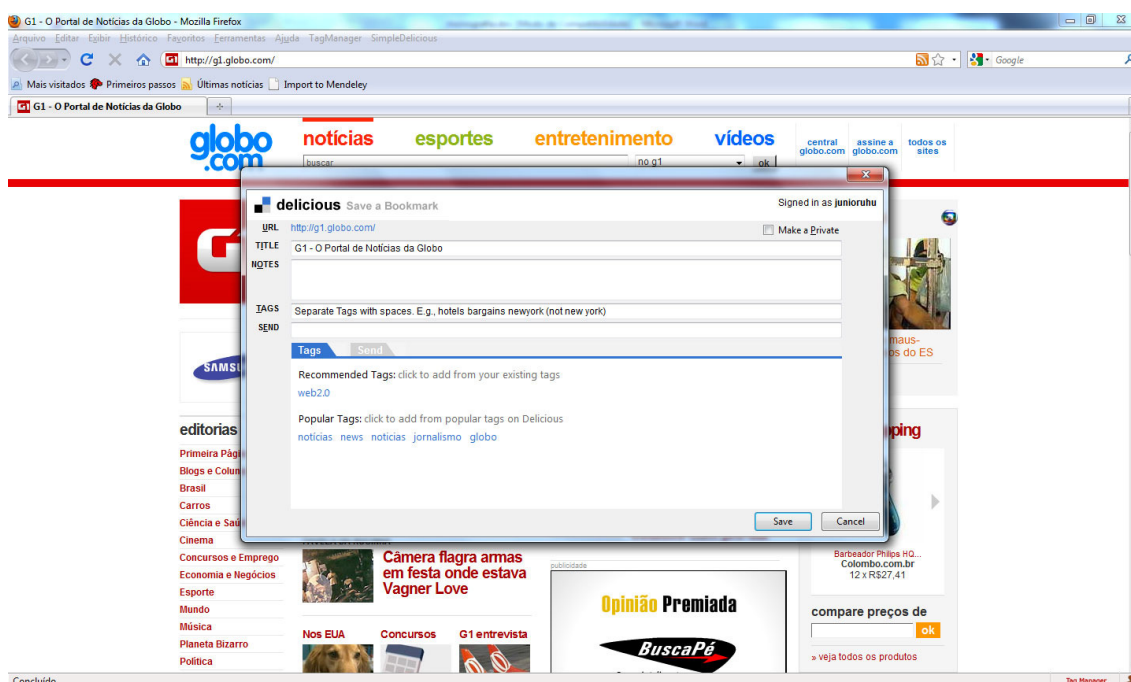 G1 - O Portal de Notícias da Globo - Mozilla Firefox
Arquivo Editar Exibir Histórico Favoritos Ferramentas Ajuda TagManager SimpleDelicious
http://g1.globo.com/
Google
Mais visitados Primeiros passos Últimas notícias Import to Mendeley
G1 - O Portal de Notícias da Globo
globo.com
notícias esportes entretenimento vídeos
central globo.com
assine a globo.com
todos os sites
buscar
no g1
ok
delicious Save a Bookmark
Signed in as junioruhu
URL http://g1.globo.com/
Make a Private
TITLE G1 - O Portal de Notícias da Globo
NOTES
TAGS Separate Tags with spaces. E.g., hotels bargains newyork (not new york)
SEND
Tags Send
Recommended Tags: click to add from your existing tags
web2.0
Popular Tags: click to add from popular tags on Delicious
notícias news noticias jornalismo globo
Save Cancel
SAMSU
maus-
os do ES
editorias
Primeira Pági
Blogs e Colun
Brasil
Carros
Ciência e Saú
Cinema
Concursos e Emprego
Economia e Negócios
Esporte
Mundo
Música
Planeta Bizarro
Política
Câmera flagra armas
em festa onde estava
Vagner Love
Nos EUA Concursos G1 entrevista
publicidade
Opinião Premiada
BuscaPé
pping
Barbeador Philips HQ...
Colombo.com.br
12 x R$27,41
compare preços de
ok
» veja todos os produtos
Concluído
Tag Manager